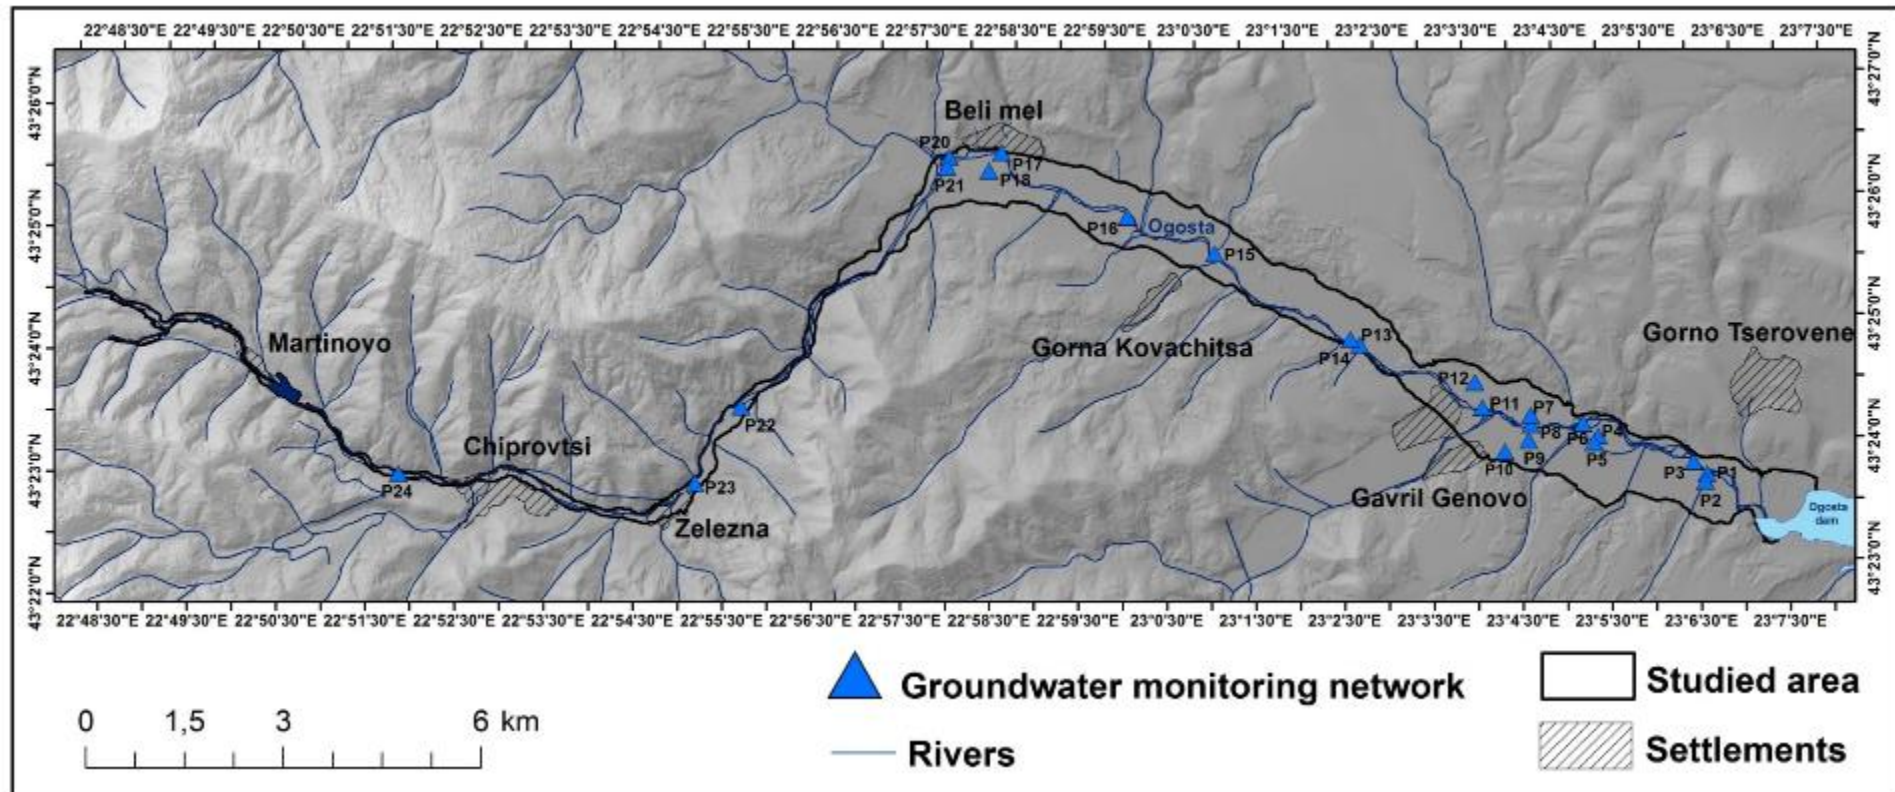 22°48'30"E 22°49'30"E 22°50'30"E 22°51'30"E 22°52'30"E 22°53'30"E 22°54'30"E 22°55'30"E 22°56'30"E 22°57'30"E 22°58'30"E 22°59'30"E 23°0'30"E 23°1'30"E 23°2'30"E 23°3'30"E 23°4'30"E 23°5'30"E 23°6'30"E 23°7'30"E
43°26'0"N
43°25'0"N
43°24'0"N
43°23'0"N
43°22'0"N
43°27'0"N
43°26'0"N
43°25'0"N
43°24'0"N
43°23'0"N
Beli mel
P20
P17
P21
P18
P16
Ogosta
P15
Martinovo
Gorna Kovachitsa
P13
P14
Gorno Tserovene
P12
P11
P7
P22
P8
P6
P4
Chiprovtsi
P9
P5
P10
P3
P1
P24
P23
Gavril Genovo
P2
Zelezna
Ogosta
dam
22°48'30"E 22°49'30"E 22°50'30"E 22°51'30"E 22°52'30"E 22°53'30"E 22°54'30"E 22°55'30"E 22°56'30"E 22°57'30"E 22°58'30"E 22°59'30"E 23°0'30"E 23°1'30"E 23°2'30"E 23°3'30"E 23°4'30"E 23°5'30"E 23°6'30"E 23°7'30"E
0 1,5 3 6 km
Groundwater monitoring network
Rivers
Studied area
Settlements